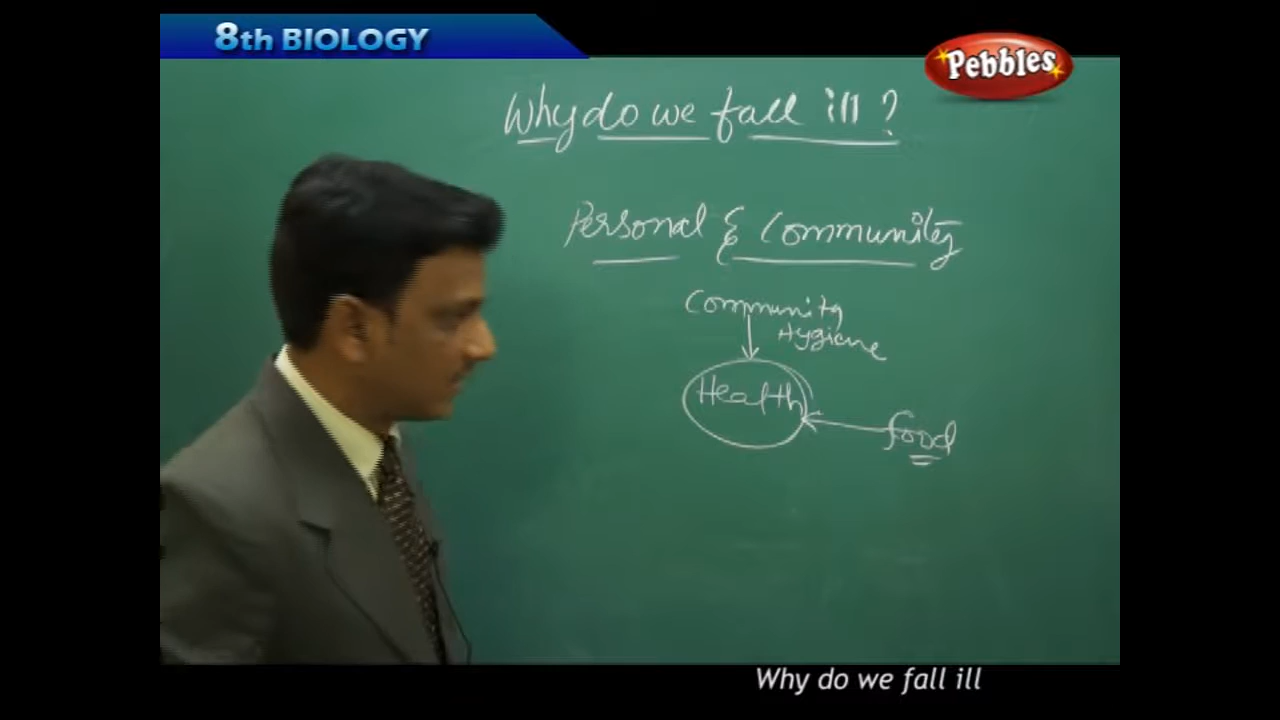 8th BIOLOGY
Pebbles
Why do we fall ill ?
Personal & Community
Community
Hygiene
Health
food
Why do we fall ill